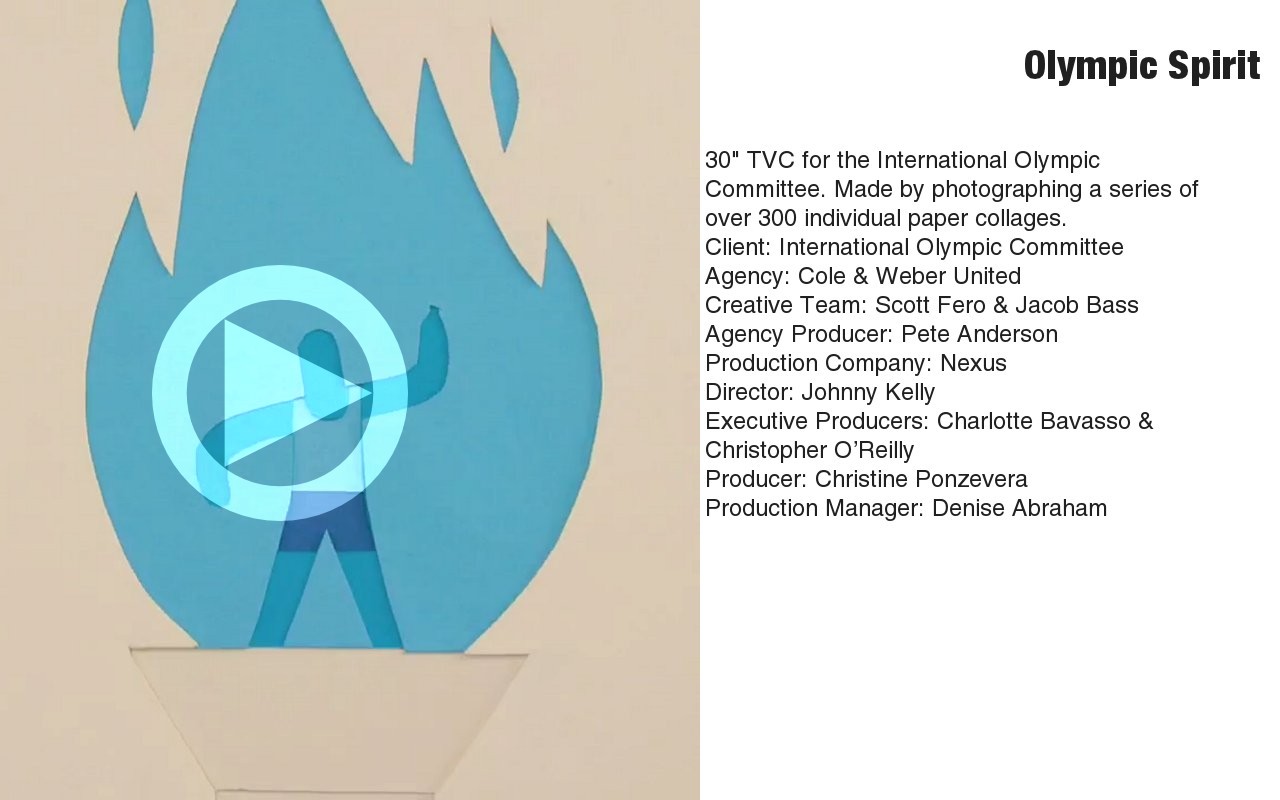 Olympic Spirit
30" TVC for the International Olympic
Committee. Made by photographing a series of
over 300 individual paper collages.
Client: International Olympic Committee
Agency: Cole & Weber United
Creative Team: Scott Fero & Jacob Bass
Agency Producer: Pete Anderson
Production Company: Nexus
Director: Johnny Kelly
Executive Producers: Charlotte Bavasso &
Christopher O’Reilly
Producer: Christine Ponzevera
Production Manager: Denise Abraham